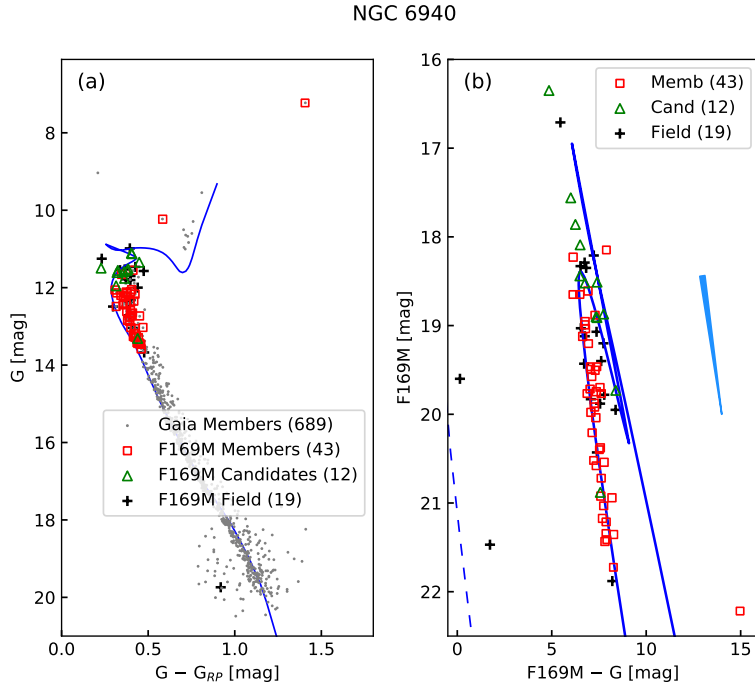 NGC 6940
(a)
8
10
12
14
16
18
20
G [mag]
0.0
0.5
1.0
1.5
G − G_RP [mag]
Gaia Members (689)
F169M Members (43)
F169M Candidates (12)
F169M Field (19)
(b)
Memb (43)
Cand (12)
Field (19)
16
17
18
19
20
21
22
F169M [mag]
0
5
10
15
F169M − G [mag]